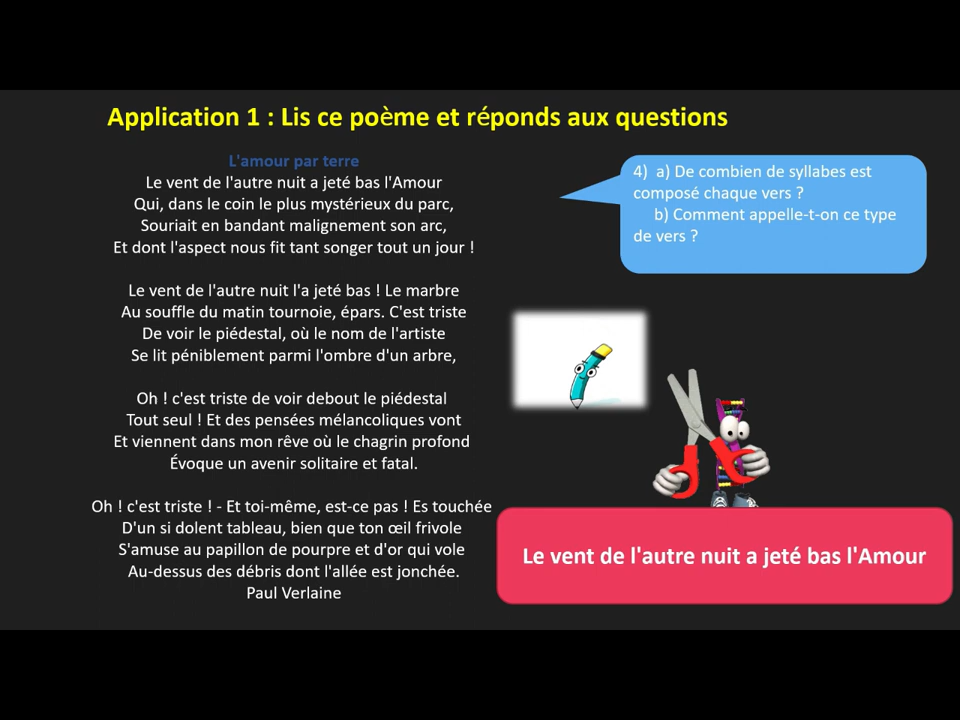 Application 1 : Lis ce poème et réponds aux questions
L'amour par terre
Le vent de l'autre nuit a jeté bas l'Amour
Qui, dans le coin le plus mystérieux du parc,
Souriait en bandant malignement son arc,
Et dont l'aspect nous fit tant songer tout un jour !
Le vent de l'autre nuit l'a jeté bas ! Le marbre
Au souffle du matin tournoie, épars. C'est triste
De voir le piédestal, où le nom de l'artiste
Se lit péniblement parmi l'ombre d'un arbre,
Oh ! c'est triste de voir debout le piédestal
Tout seul ! Et des pensées mélancoliques vont
Et viennent dans mon rêve où le chagrin profond
Évoque un avenir solitaire et fatal.
Oh ! c'est triste ! - Et toi-même, est-ce pas ! Es touchée
D'un si dolent tableau, bien que ton œil frivole
S'amuse au papillon de pourpre et d'or qui vole
Au-dessus des débris dont l'allée est jonchée.
Paul Verlaine
4) a) De combien de syllabes est
composé chaque vers ?
b) Comment appelle-t-on ce type
de vers ?
Le vent de l'autre nuit a jeté bas l'Amour